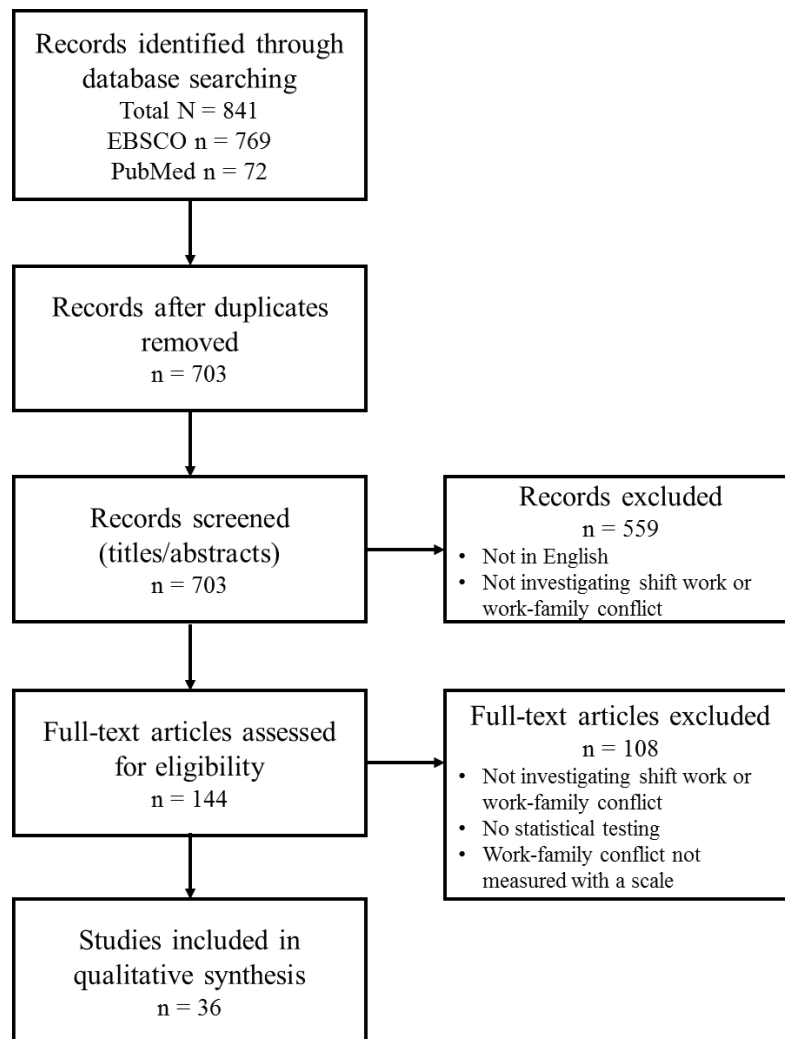 Records identified through
database searching
Total N = 841
EBSCO n = 769
PubMed n = 72
Records after duplicates
removed
n = 703
Records screened
(titles/abstracts)
n = 703
Records excluded
n = 559
• Not in English
• Not investigating shift work or
work-family conflict
Full-text articles assessed
for eligibility
n = 144
Full-text articles excluded
n = 108
• Not investigating shift work or
work-family conflict
• No statistical testing
• Work-family conflict not
measured with a scale
Studies included in
qualitative synthesis
n = 36